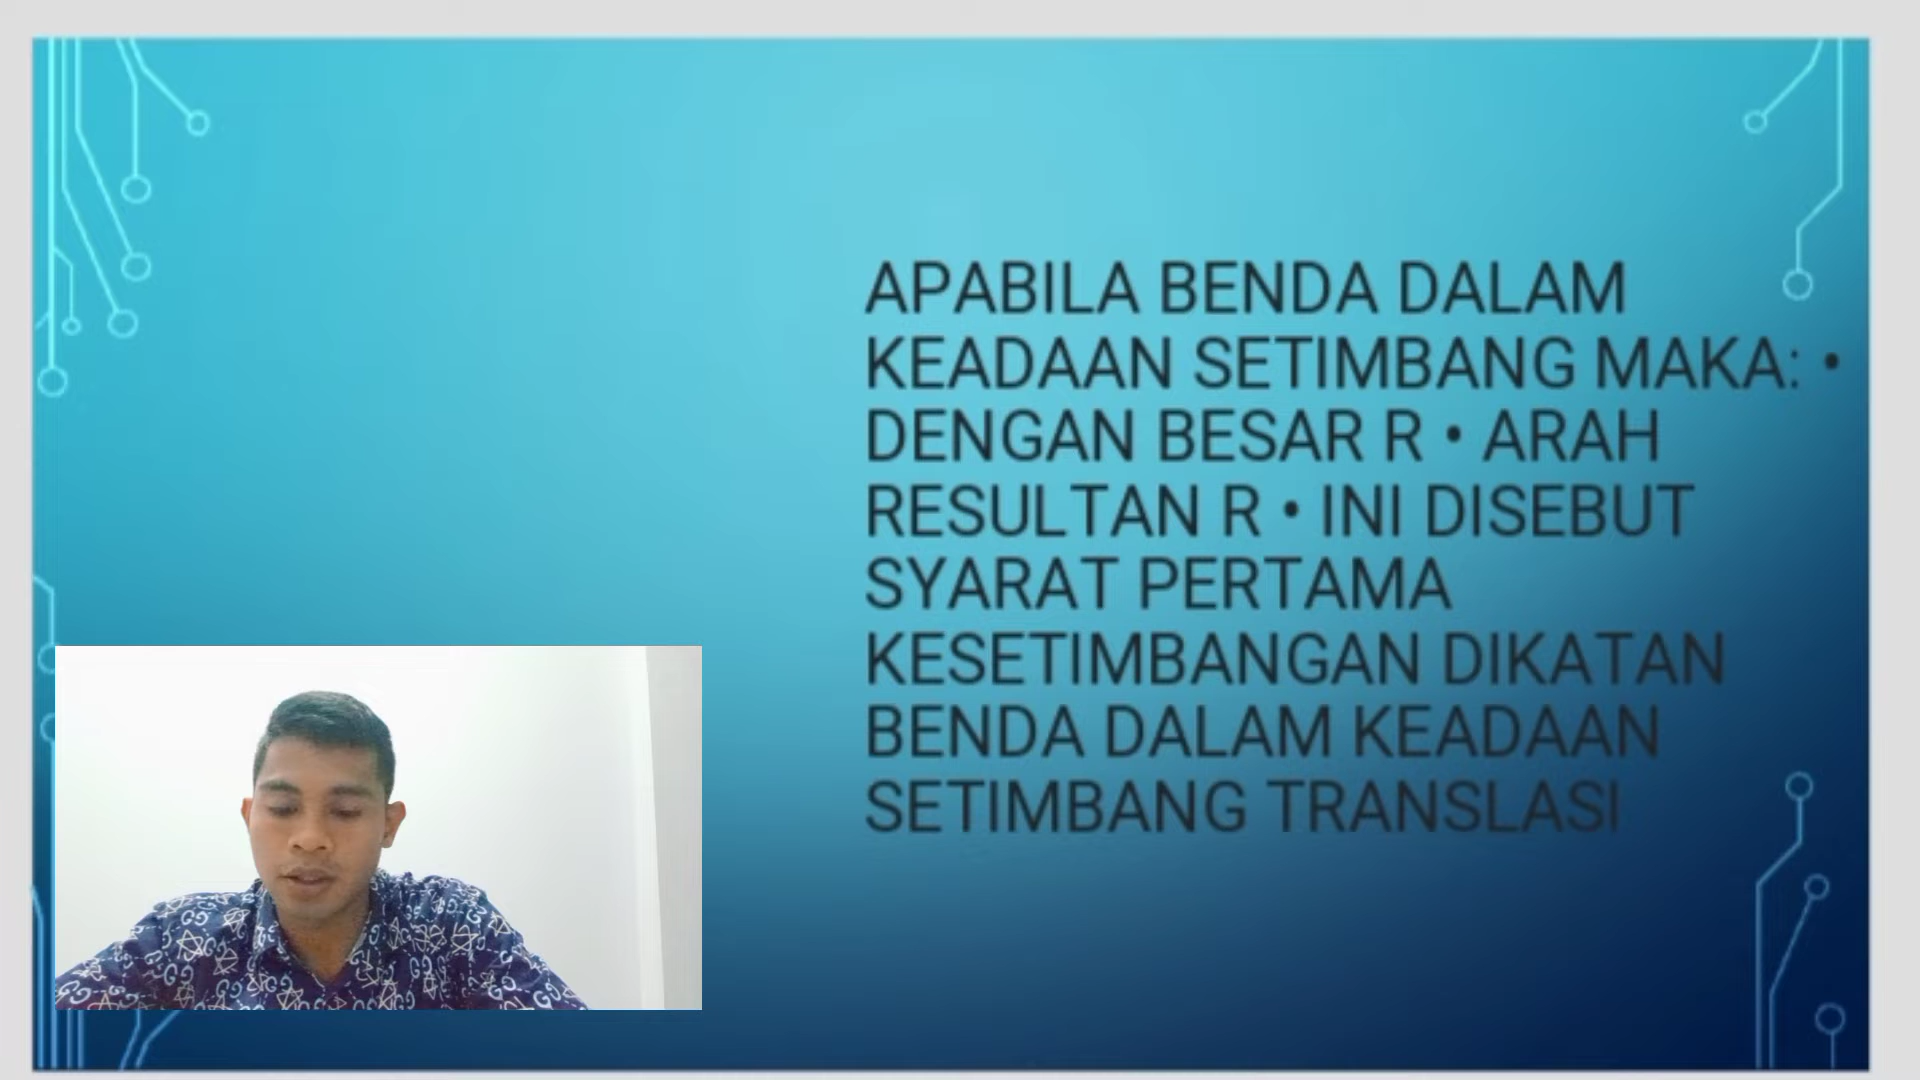 APABILA BENDA DALAM
KEADAAN SETIMBANG MAKA: •
DENGAN BESAR R • ARAH
RESULTAN R • INI DISEBUT
SYARAT PERTAMA
KESETIMBANGAN DIKATAN
BENDA DALAM KEADAAN
SETIMBANG TRANSLASI